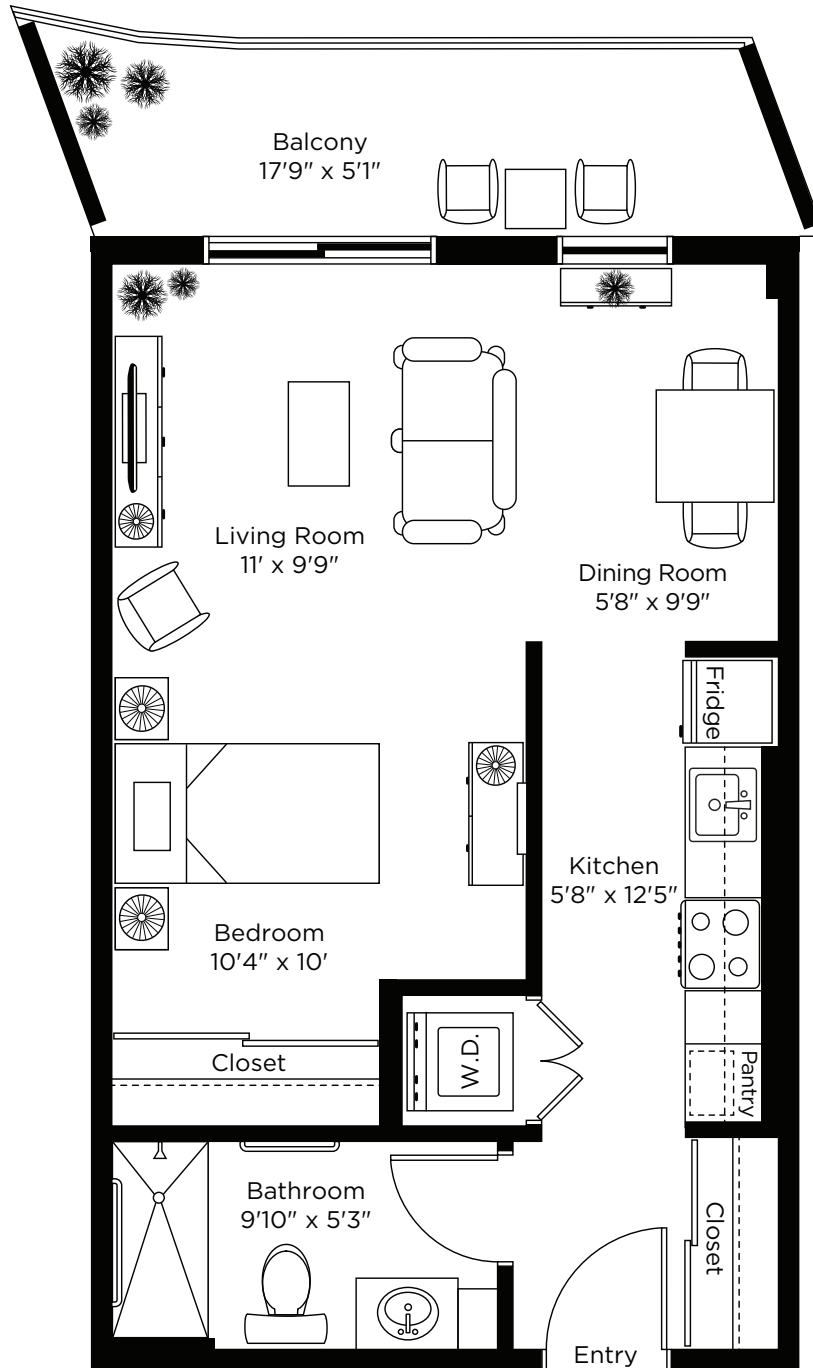 Balcony
17'9" x 5'1"
Living Room
11' x 9'9"
Dining Room
5'8" x 9'9"
Fridge
Kitchen
5'8" x 12'5"
Bedroom
10'4" x 10'
Closet
W.D.
Pantry
Bathroom
9'10" x 5'3"
Closet
Entry